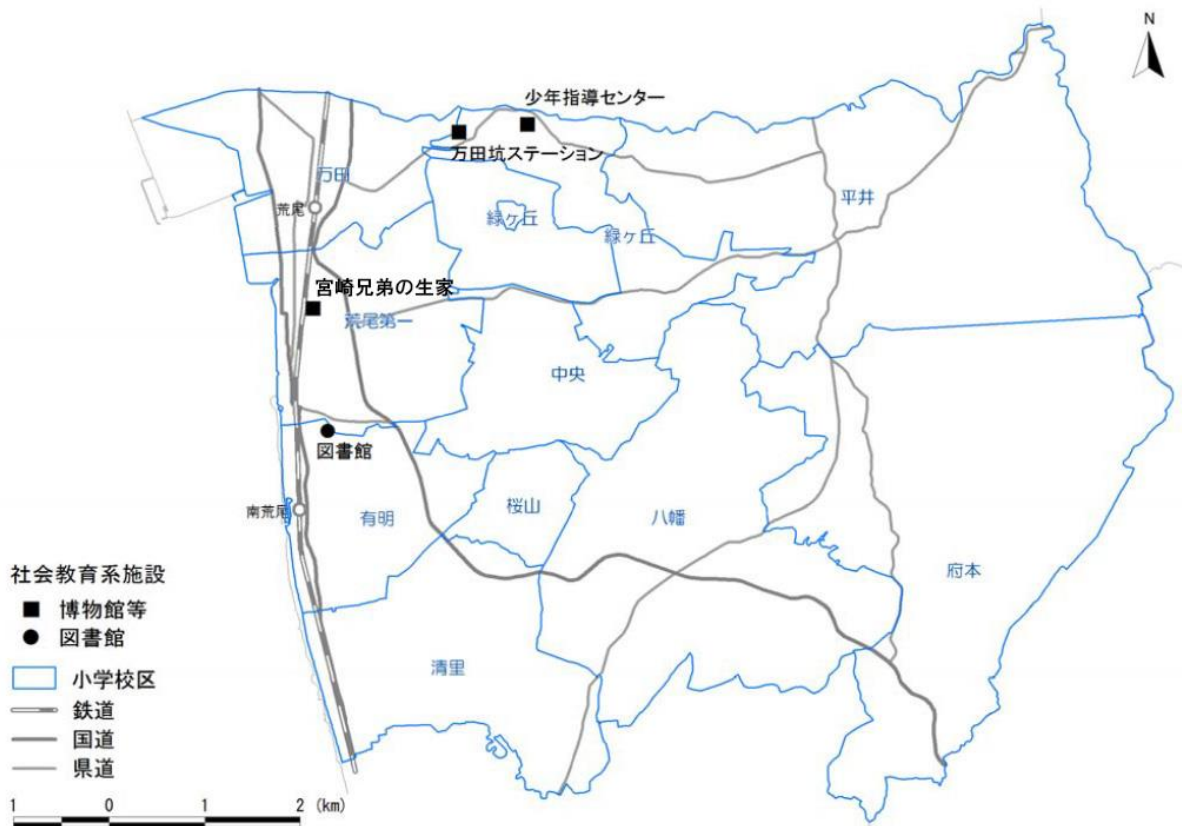 N
少年指導センター
万田坑ステーション
万田
荒尾
緑ヶ丘
緑ヶ丘
平井
宮崎兄弟の生家
荒尾第一
中央
図書館
南荒尾
有明
桜山
八幡
府本
清里
社会教育系施設
博物館等
図書館
小学校区
鉄道
国道
県道
1 0 1 2 (km)